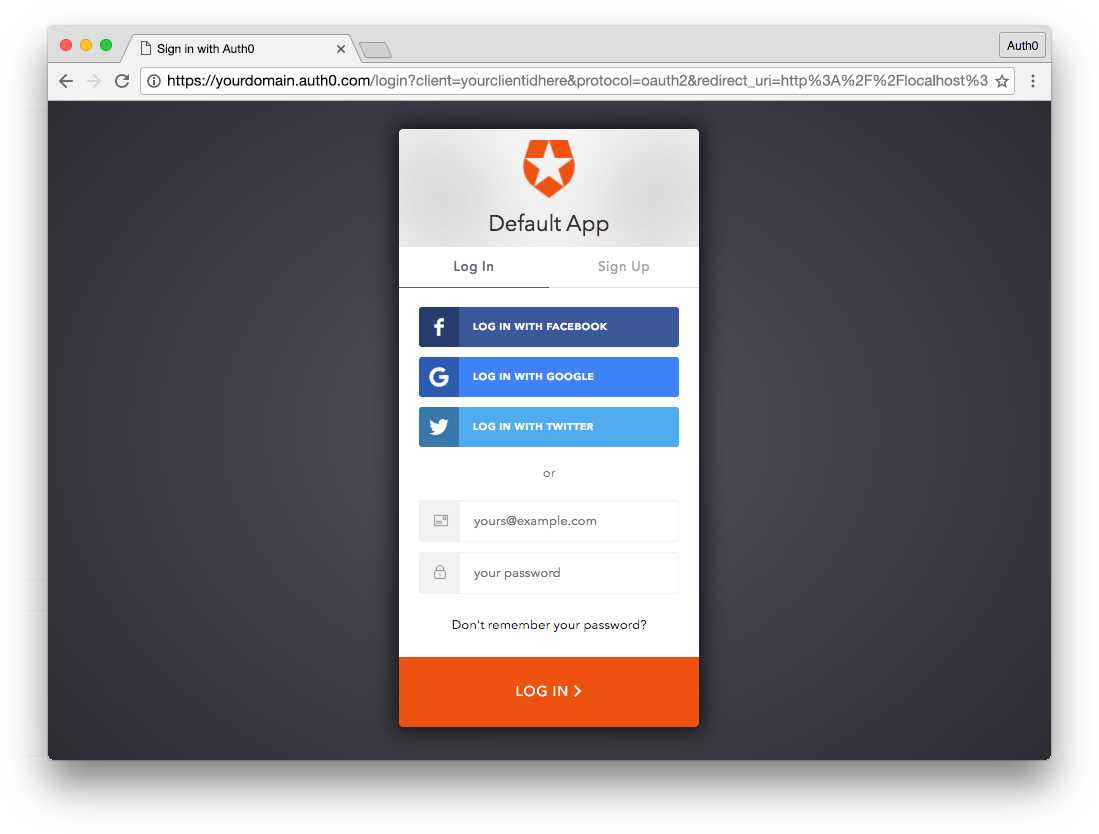 Sign in with Auth0
Auth0
https://yourdomain.auth0.com/login?client=yourclientidhere&protocol=oauth2&redirect_uri=http%3A%2F%2Flocalhost%3
Default App
Log In
Sign Up
LOG IN WITH FACEBOOK
LOG IN WITH GOOGLE
LOG IN WITH TWITTER
or
yours@example.com
your password
Don't remember your password?
LOG IN